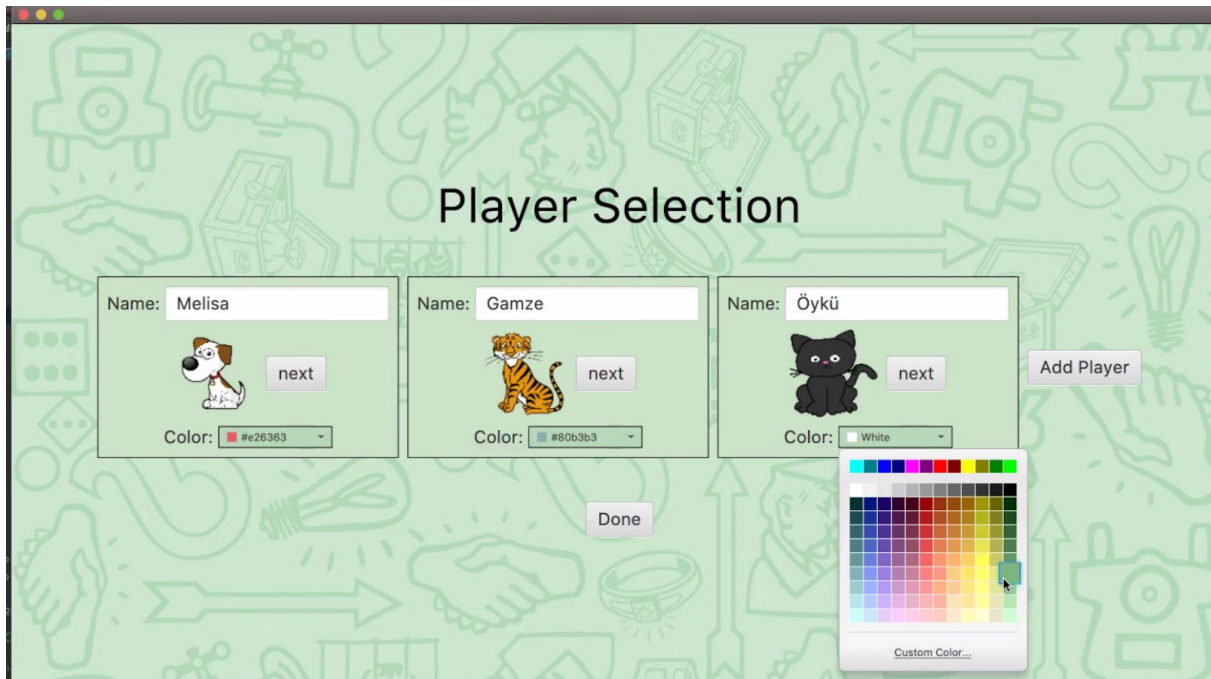 Player Selection
Name: Melisa
next
Color: #e26363
Name: Gamze
next
Color: #80b3b3
Name: Öykü
next
Color: White
Add Player
Done
Custom Color...